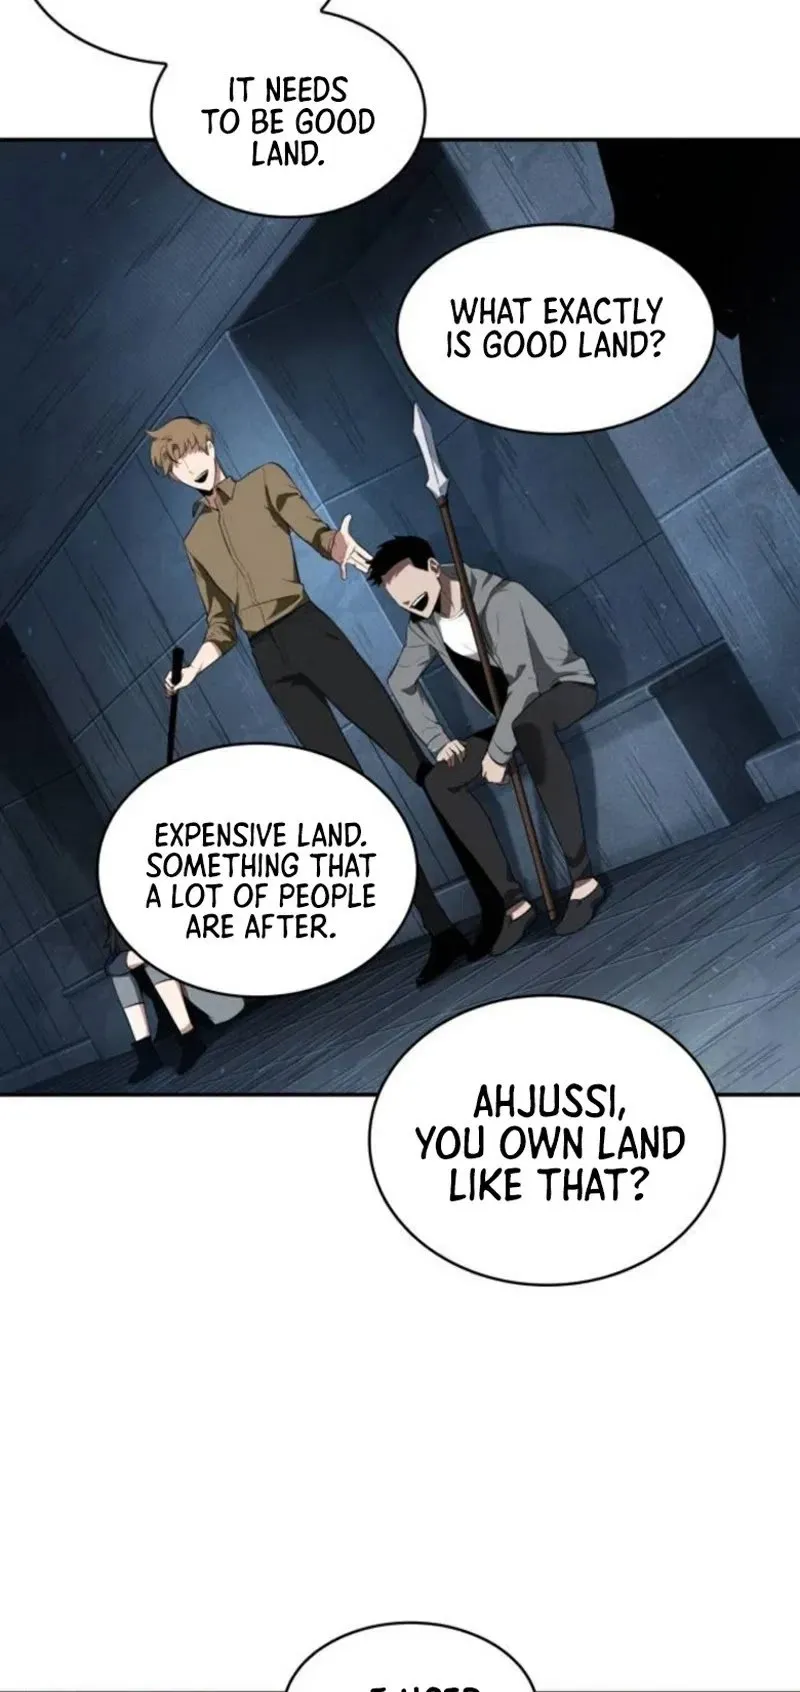 IT NEEDS
TO BE GOOD
LAND.
WHAT EXACTLY
IS GOOD LAND?
EXPENSIVE LAND.
SOMETHING THAT
A LOT OF PEOPLE
ARE AFTER.
AHJUSSI,
YOU OWN LAND
LIKE THAT?